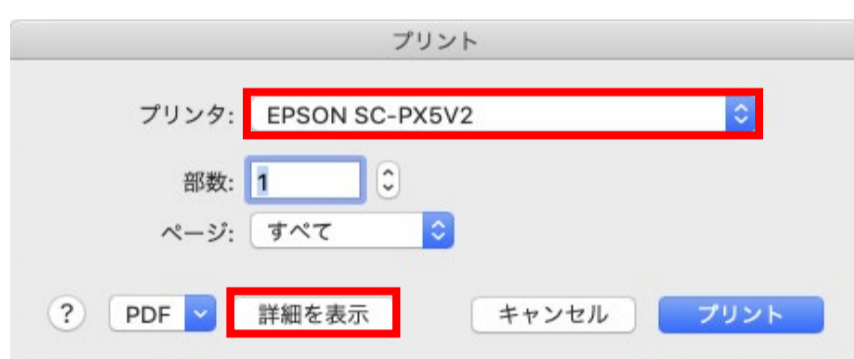 プリント
プリンタ: EPSON SC-PX5V2
部数: 1
ページ: すべて
? PDF 詳細を表示 キャンセル プリント